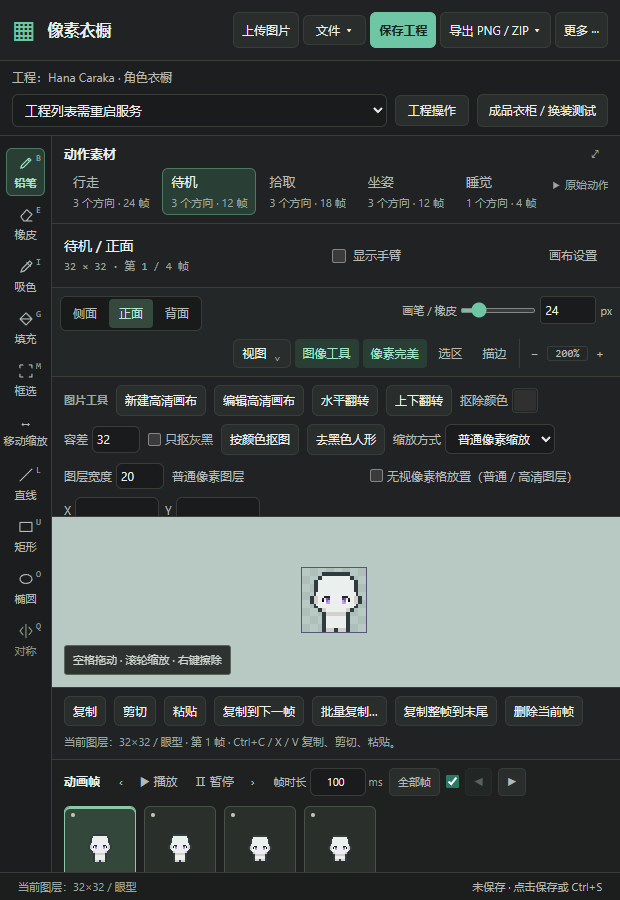 像素衣橱 上传图片 文件 保存工程 导出 PNG / ZIP 更多 ···
工程：Hana Caraka · 角色衣橱
工程列表需重启服务 工程操作 成品衣柜 / 换装测试
铅笔 B
橡皮 E
吸色 I
填充 G
框选 M
移动缩放
直线 L
矩形 U
椭圆 O
对称 Q
动作素材
行走 待机 拾取 坐姿 睡觉 原始动作
3 个方向 · 24 帧 3 个方向 · 12 帧 3 个方向 · 18 帧 3 个方向 · 12 帧 1 个方向 · 4 帧
待机 / 正面 显示手臂 画布设置
32 × 32 · 第 1 / 4 帧
侧面 正面 背面 画笔 / 橡皮 24 px
视图 图像工具 像素完美 选区 描边 − 200% +
图片工具 新建高清画布 编辑高清画布 水平翻转 上下翻转 抠除颜色
容差 32 只抠灰黑 按颜色抠图 去黑色人形 缩放方式 普通像素缩放
图层宽度 20 普通像素图层 无视像素格放置（普通 / 高清图层）
X Y
空格拖动 · 滚轮缩放 · 右键擦除
复制 剪切 粘贴 复制到下一帧 批量复制... 复制整帧到末尾 删除当前帧
当前图层：32×32 / 眼型 · 第 1 帧 · Ctrl+C / X / V 复制、剪切、粘贴。
动画帧 ‹ ▶ 播放 II 暂停 › 帧时长 100 ms 全部帧
当前图层：32×32 / 眼型 未保存 · 点击保存或 Ctrl+S